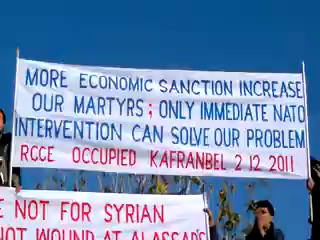 MORE ECONOMIC SANCTION INCREASE
OUR MARTYRS; ONLY IMMEDIATE NATO
INTERVENTION CAN SOLVE OUR PROBLEM
RCCE OCCUPIED KAFRANBEL 2 12 2011
NOT FOR SYRIAN
NOT WOUND AT ALASSAD'S